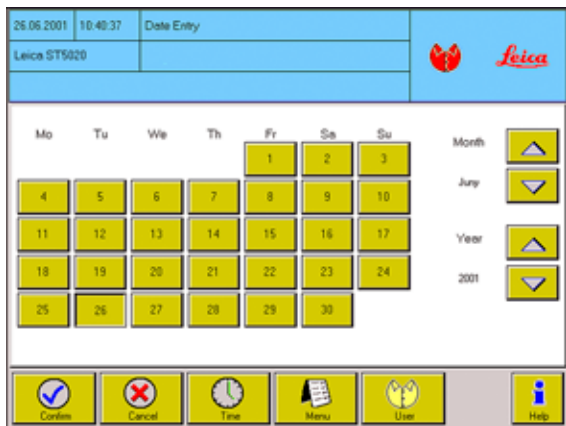 26.06.2001 10:40:37 Date Entry
Leica ST5020
Leica
Mo Tu We Th Fr Sa Su
Month
1 2 3
Juny
4 5 6 7 8 9 10
11 12 13 14 15 16 17
Year
18 19 20 21 22 23 24
2001
25 26 27 28 29 30
Confirm Cancel Time Menu User Help